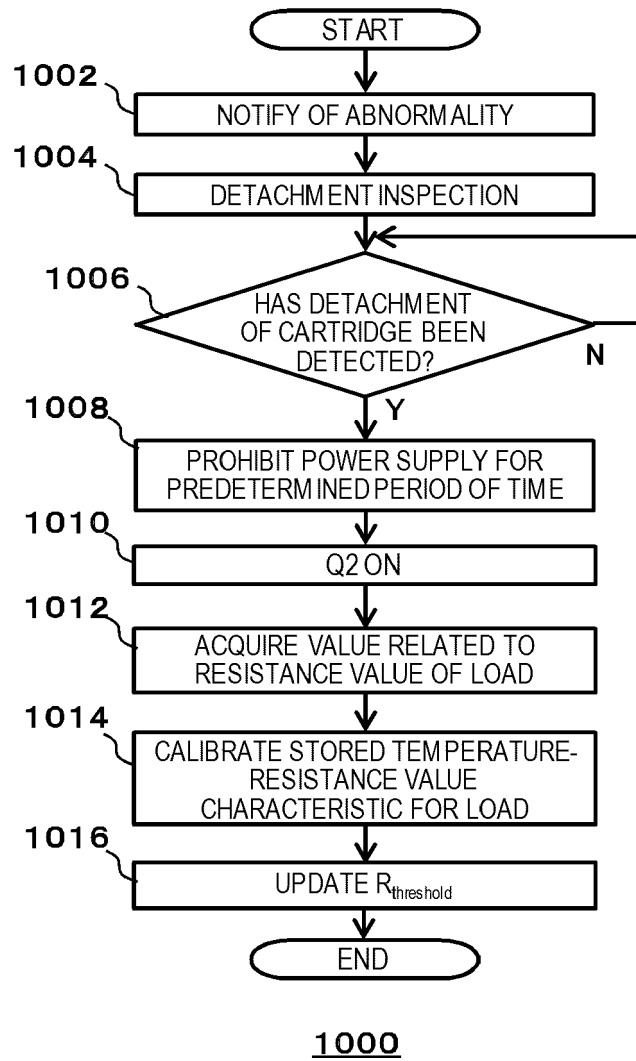 START
1002
NOTIFY OF ABNORMALITY
1004
DETACHMENT INSPECTION
1006
HAS DETACHMENT
OF CARTRIDGE BEEN
DETECTED?
N
Y
1008
PROHIBIT POWER SUPPLY FOR
PREDETERMINED PERIOD OF TIME
1010
Q2 ON
1012
ACQUIRE VALUE RELATED TO
RESISTANCE VALUE OF LOAD
1014
CALIBRATE STORED TEMPERATURE-
RESISTANCE VALUE
CHARACTERISTIC FOR LOAD
1016
UPDATE Rthreshold
END
1000